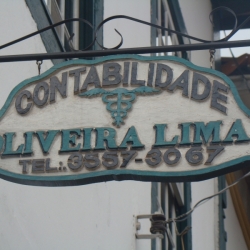 CONTABILIDADE
OLIVEIRA LIMA
TEL.: 3557-3067